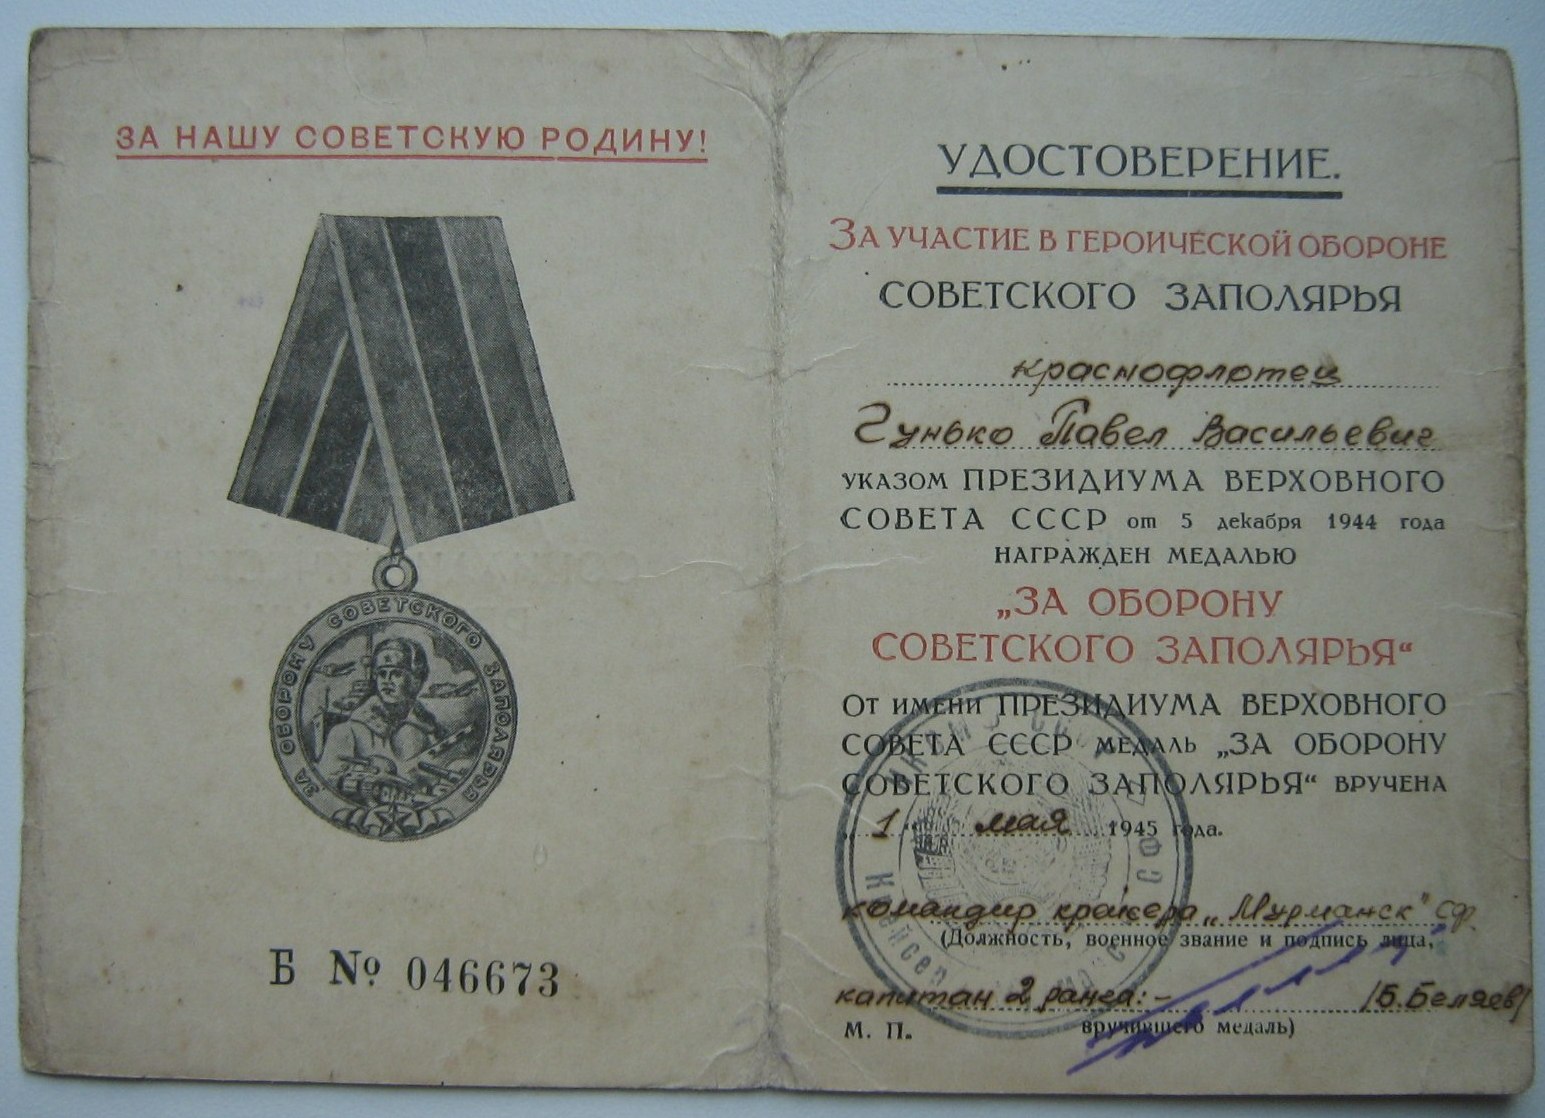 ЗА НАШУ СОВЕТСКУЮ РОДИНУ!
ЗА ОБОРОНУ СОВЕТСКОГО ЗАПОЛЯРЬЯ
Б № 046673
УДОСТОВЕРЕНИЕ.
ЗА УЧАСТИЕ В ГЕРОИЧЕСКОЙ ОБОРОНЕ
СОВЕТСКОГО ЗАПОЛЯРЬЯ
краснофлотец
Гунько Павел Васильевич
УКАЗОМ ПРЕЗИДИУМА ВЕРХОВНОГО
СОВЕТА СССР от 5 декабря 1944 года
НАГРАЖДЕН МЕДАЛЬЮ
„ЗА ОБОРОНУ
СОВЕТСКОГО ЗАПОЛЯРЬЯ“
ОТ ИМЕНИ ПРЕЗИДИУМА ВЕРХОВНОГО
СОВЕТА СССР МЕДАЛЬ „ЗА ОБОРОНУ
СОВЕТСКОГО ЗАПОЛЯРЬЯ“ ВРУЧЕНА
„1“ мая 1945 года.
командир крейсера „Мурманск" СФ
(Должность, военное звание и подпись лица,
капитан 2 ранга:- /Б.Беляев/
М. П. вручившего медаль)